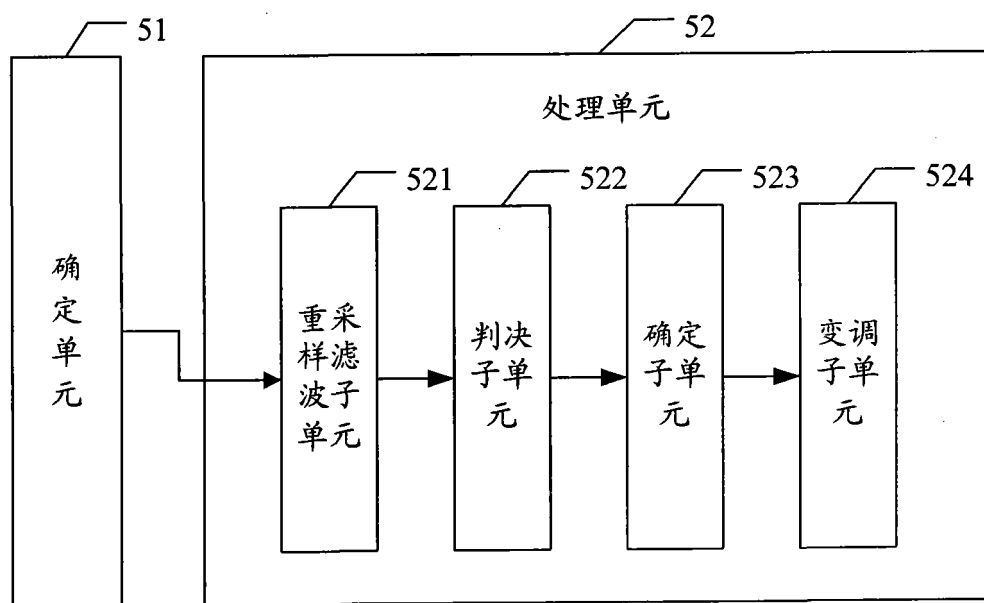 51
52
处理单元
521
522
523
524
确
定
单
元
重采
样滤
波子
单元
判决
子单
元
确定
子单
元
变调
子单
元